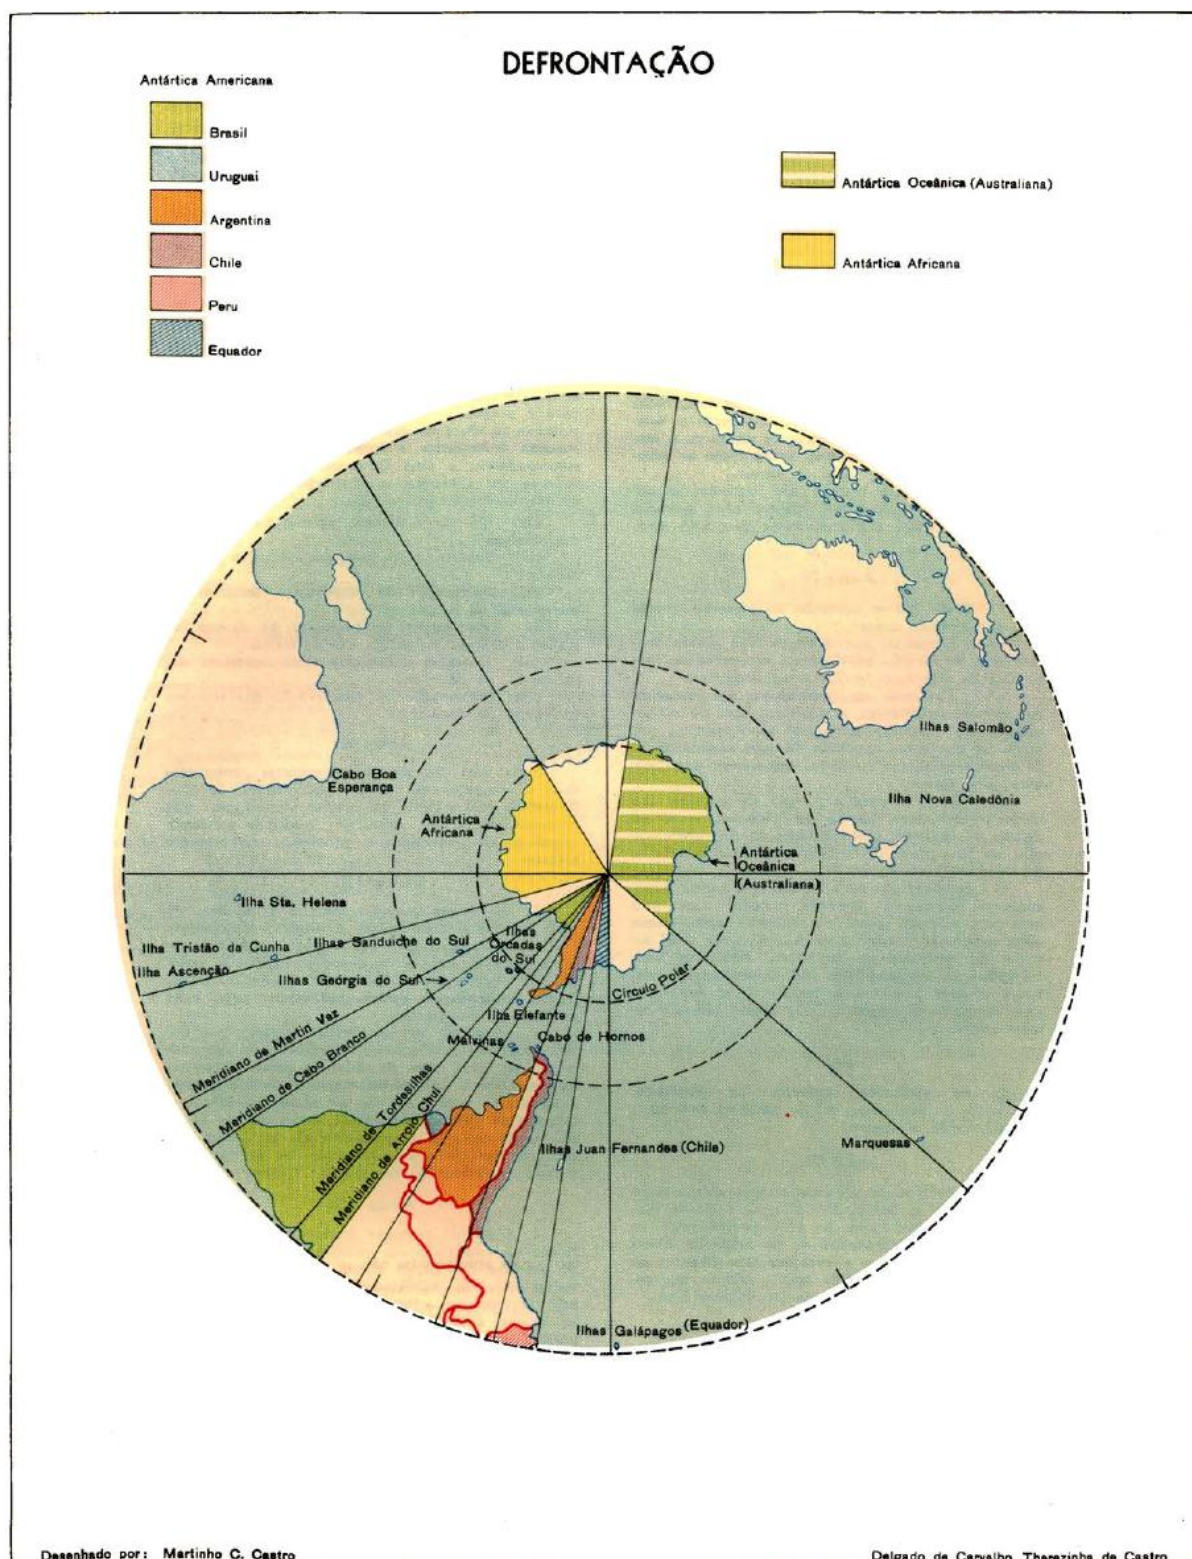 DEFRONTAÇÃO
Antártica Americana
Brasil
Uruguai
Argentina
Chile
Peru
Equador
Antártica Oceânica (Australiana)
Antártica Africana
Ilhas Salomão
Cabo Boa
Esperança
Ilha Nova Caledônia
Antártica
Africana
Antártica
Oceânica
(Australiana)
Ilha Sta. Helena
Ilha Tristão da Cunha
Ilhas Sanduiche do Sul
Ilhas
Orcadas
do Sul
Ilha Ascenção
Ilhas Geórgia do Sul
Círculo Polar
Ilha Elefante
Meridiano de Martin Vaz
Meridiano de Cabo Branco
Malvinas
Cabo de Hornos
Meridiano de Tordesilhas
Meridiano de Arroio Chuí
Ilhas Juan Fernandes (Chile)
Marquesas
Ilhas Galápagos (Equador)
Desenhado por: Martinho C. Castro
Delgado de Carvalho, Therezinha de Castro